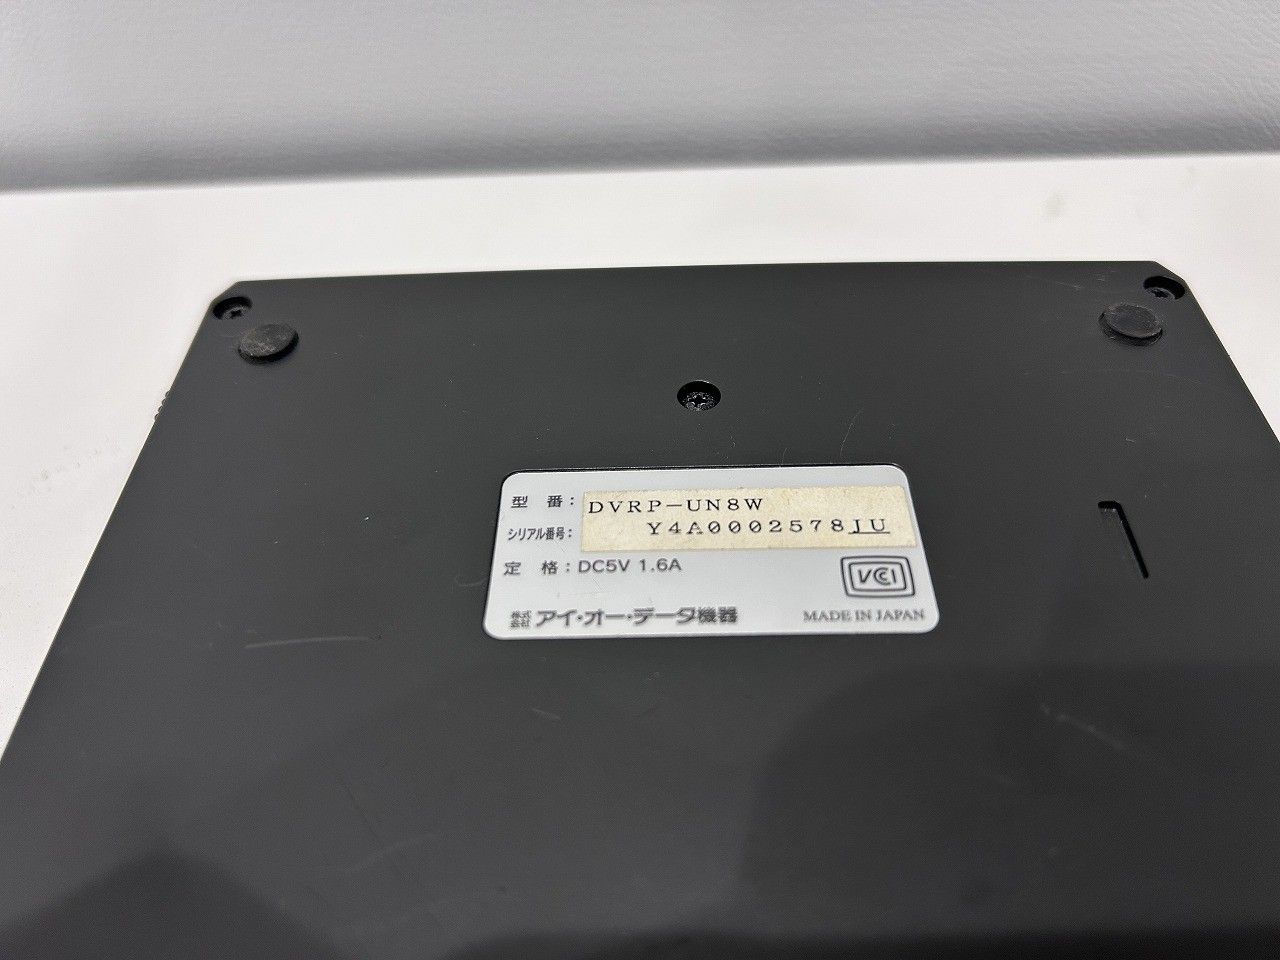 型 番： DVRP-UN8W
シリアル番号： Y4A0002578JU
定 格：DC5V 1.6A
VCI
株式会社 アイ・オー・データ機器 MADE IN JAPAN